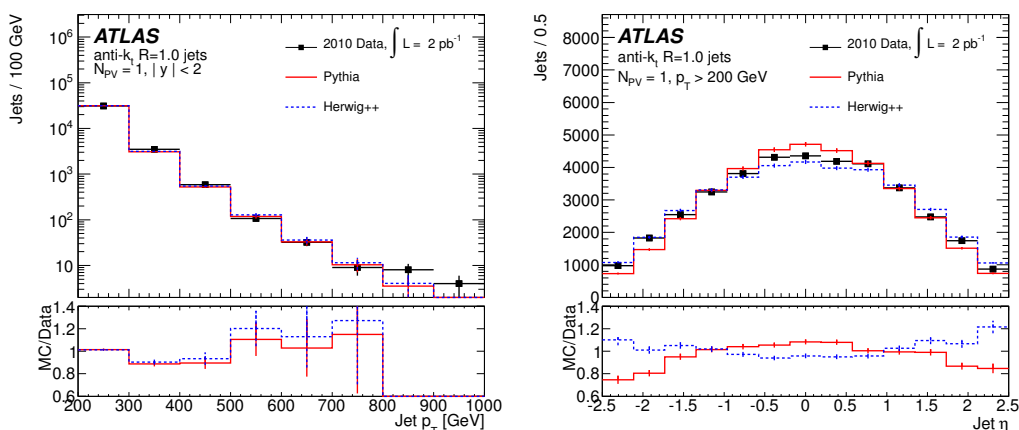 ATLAS
anti-kt R=1.0 jets
NPV = 1, | y | < 2
2010 Data, ∫ L = 2 pb⁻¹
Pythia
Herwig++
Jets / 100 GeV
10⁶
10⁵
10⁴
10³
10²
10
MC/Data
1.4
1.2
1
0.8
0.6
200 300 400 500 600 700 800 900 1000
Jet pT [GeV]
ATLAS
anti-kt R=1.0 jets
NPV = 1, pT > 200 GeV
2010 Data, ∫ L = 2 pb⁻¹
Pythia
Herwig++
Jets / 0.5
8000
7000
6000
5000
4000
3000
2000
1000
0
MC/Data
1.4
1.2
1
0.8
0.6
-2.5 -1.5 -1 -0.5 0 0.5 1 1.5 2.5
Jet η